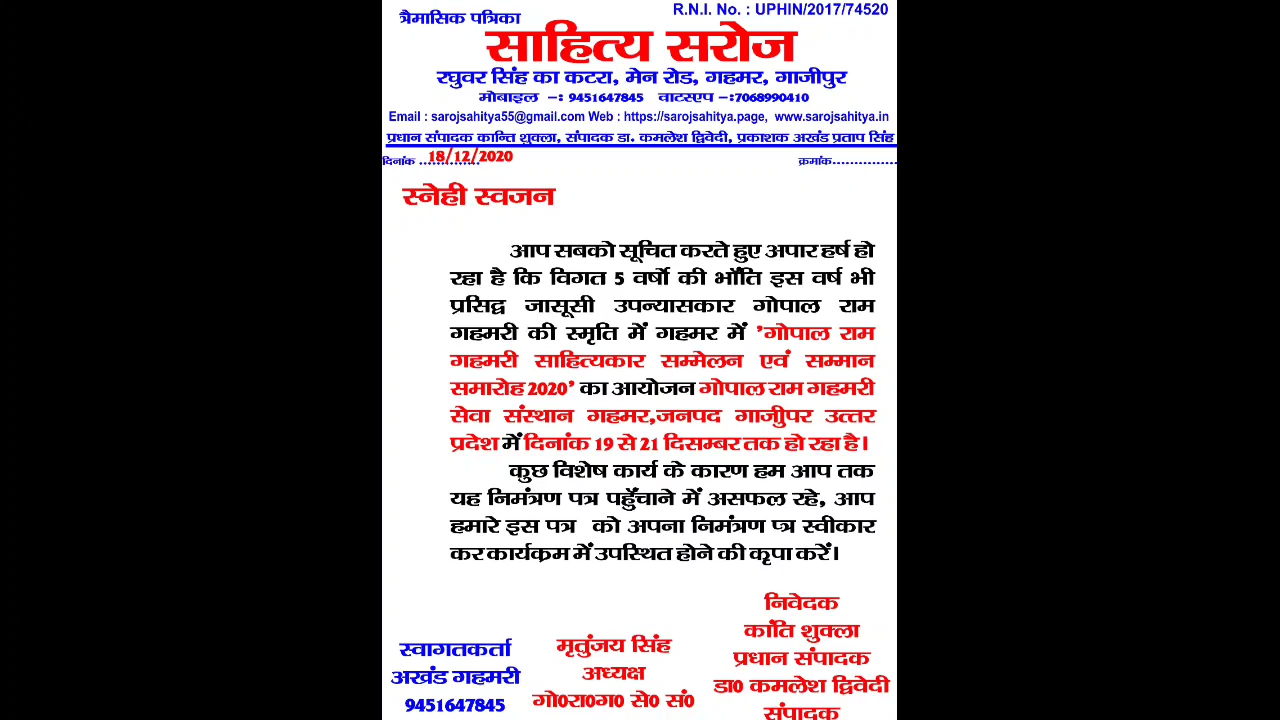 त्रैमासिक पत्रिका
R.N.I. No. : UPHIN/2017/74520
साहित्य सरोज
रघुवर सिंह का कटरा, मेन रोड, गहमर, गाजीपुर
मोबाइल -: 9451647845 वाटसएप -:7068990410
Email : sarojsahitya55@gmail.com Web : https://sarojsahitya.page, www.sarojsahitya.in
प्रधान संपादक कान्ति शुक्ला, संपादक डा. कमलेश द्विवेदी, प्रकाशक अखंड प्रताप सिंह
दिनांक ..............18/12/2020
क्रमांक...............
स्नेही स्वजन
आप सबको सूचित करते हुए अपार हर्ष हो
रहा है कि विगत 5 वर्षो की भाँति इस वर्ष भी
प्रसिद्व जासूसी उपन्यासकार गोपाल राम
गहमरी की स्मृति में गहमर में 'गोपाल राम
गहमरी साहित्यकार सम्मेलन एवं सम्मान
समारोह 2020' का आयोजन गोपाल राम गहमरी
सेवा संस्थान गहमर,जनपद गाजीुपर उत्तर
प्रदेश में दिनांक 19 से 21 दिसम्बर तक हो रहा है।
कुछ विशेष कार्य के कारण हम आप तक
यह निमंत्रण पत्र पहुँचाने में असफल रहे, आप
हमारे इस पत्र को अपना निमंत्रण प्त्र स्वीकार
कर कार्यक्रम में उपस्थित होने की कृपा करें।
निवेदक
कांति शुक्ला
प्रधान संपादक
डा0 कमलेश द्विवेदी
संपादक
मृतुंजय सिंह
अध्यक्ष
गो0रा0ग0 से0 सं0
स्वागतकर्ता
अखंड गहमरी
9451647845